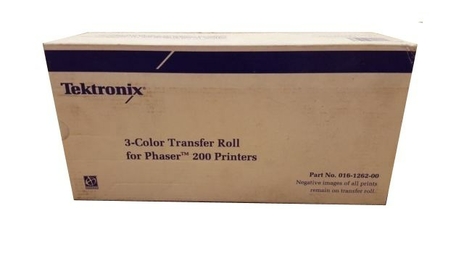 Tektronix
3-Color Transfer Roll
for Phaser™ 200 Printers
Part No. 016-1262-00
Negative images of all prints
remain on transfer roll.